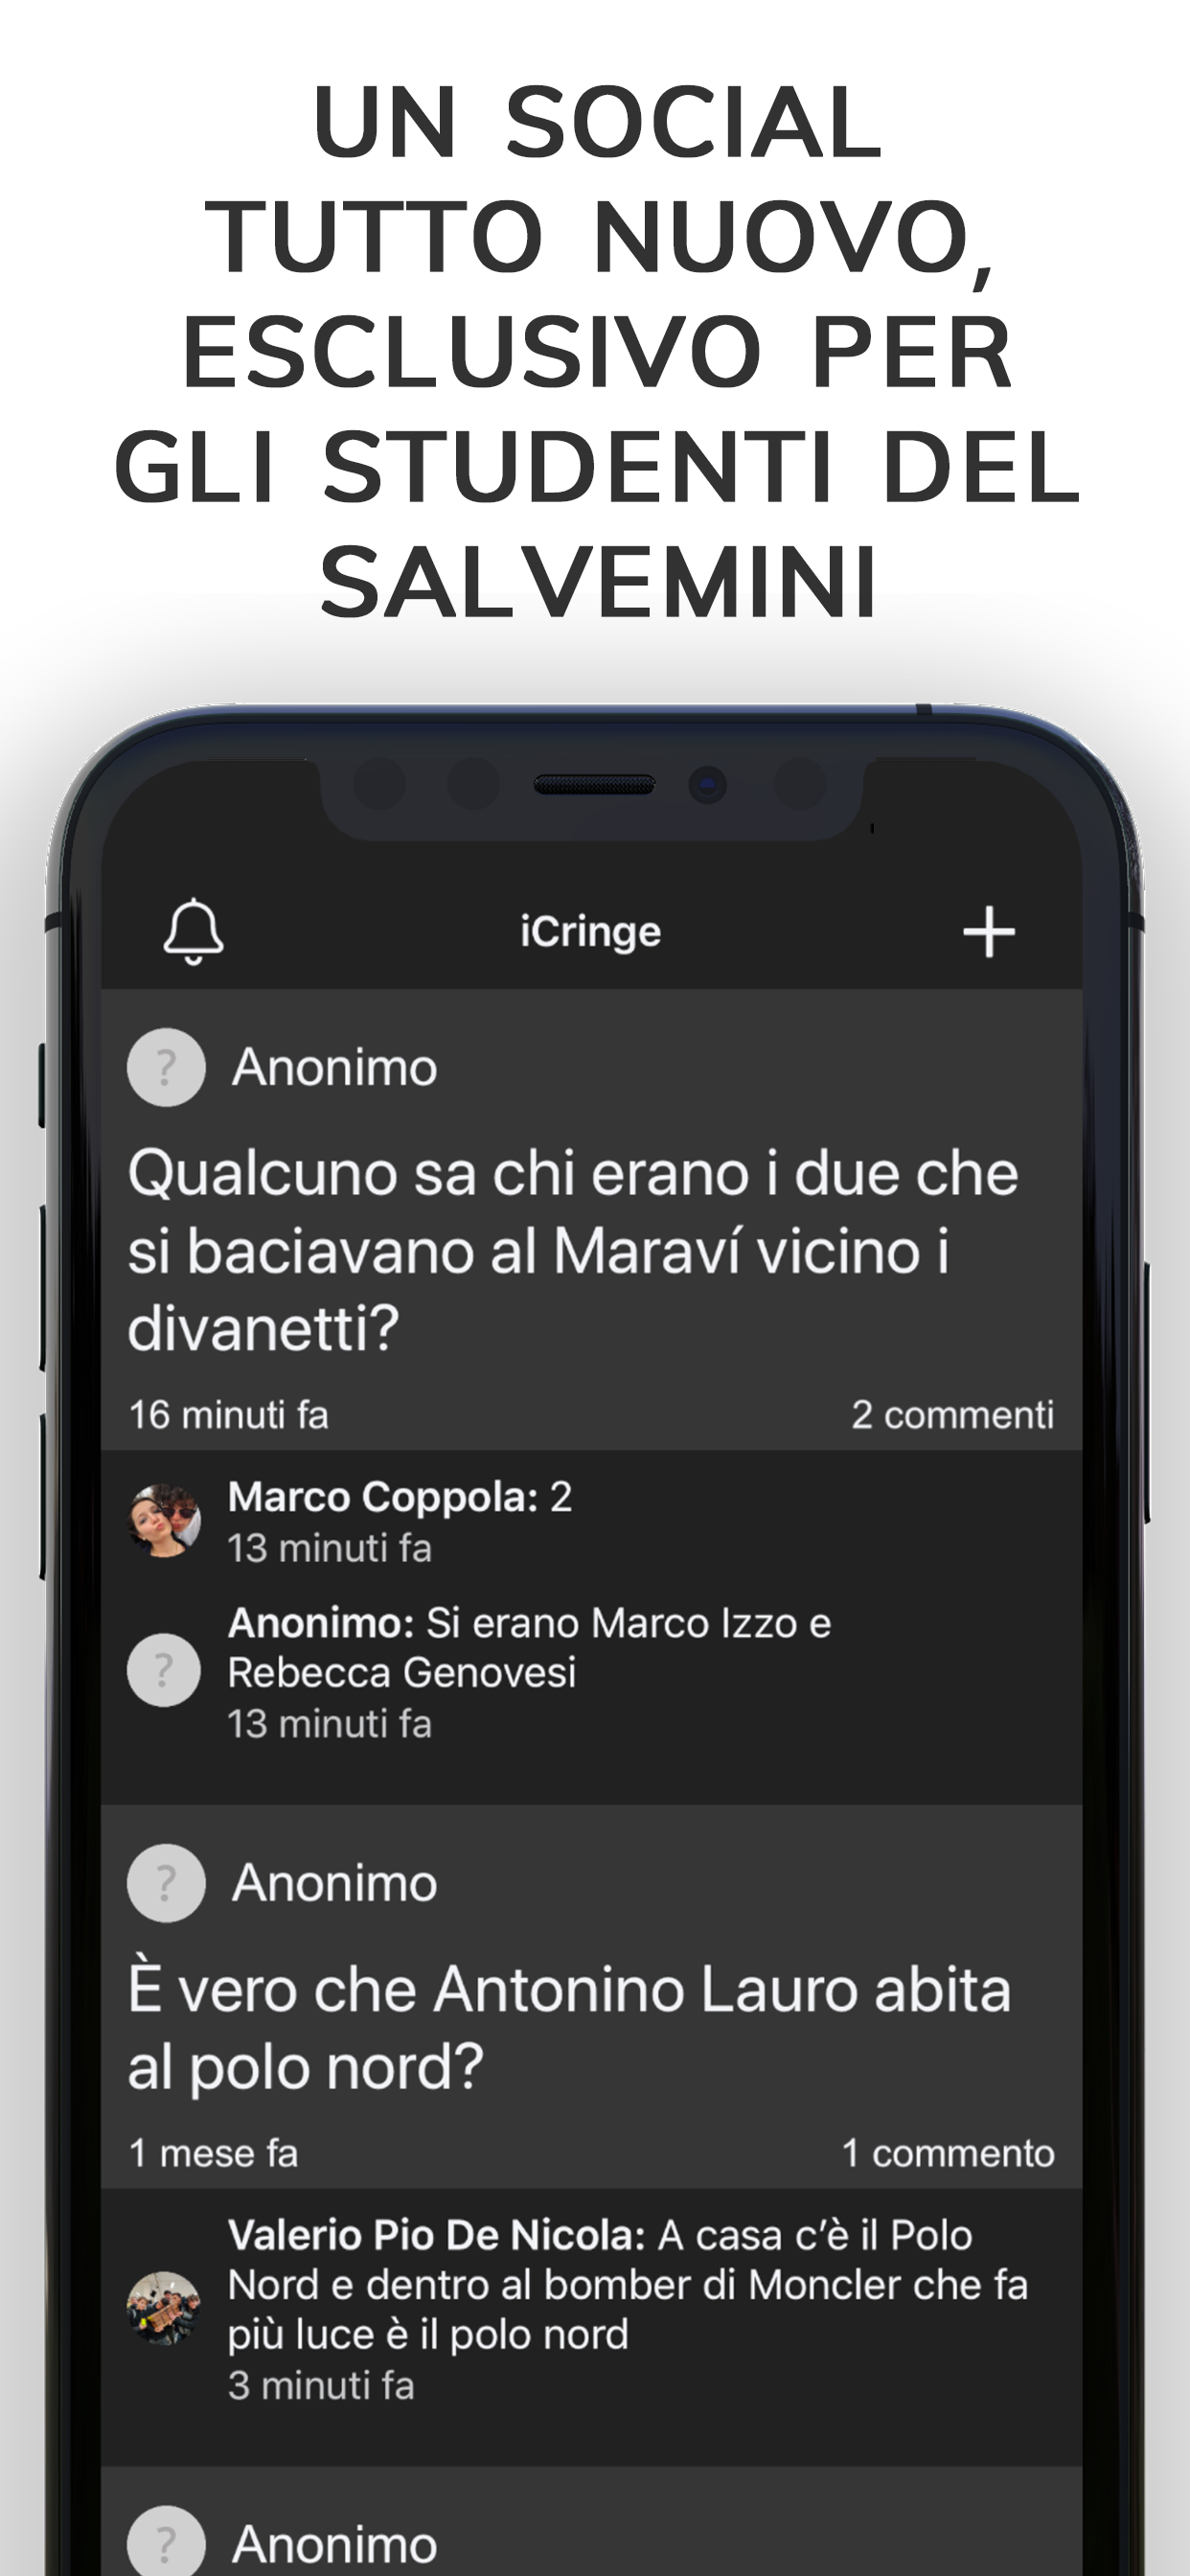 UN SOCIAL
TUTTO NUOVO,
ESCLUSIVO PER
GLI STUDENTI DEL
SALVEMINI
iCringe
? Anonimo
Qualcuno sa chi erano i due che
si baciavano al Maraví vicino i
divanetti?
16 minuti fa 2 commenti
Marco Coppola: 2
13 minuti fa
Anonimo: Si erano Marco Izzo e
? Rebecca Genovesi
13 minuti fa
? Anonimo
È vero che Antonino Lauro abita
al polo nord?
1 mese fa 1 commento
Valerio Pio De Nicola: A casa c’è il Polo
Nord e dentro al bomber di Moncler che fa
più luce è il polo nord
3 minuti fa
? Anonimo